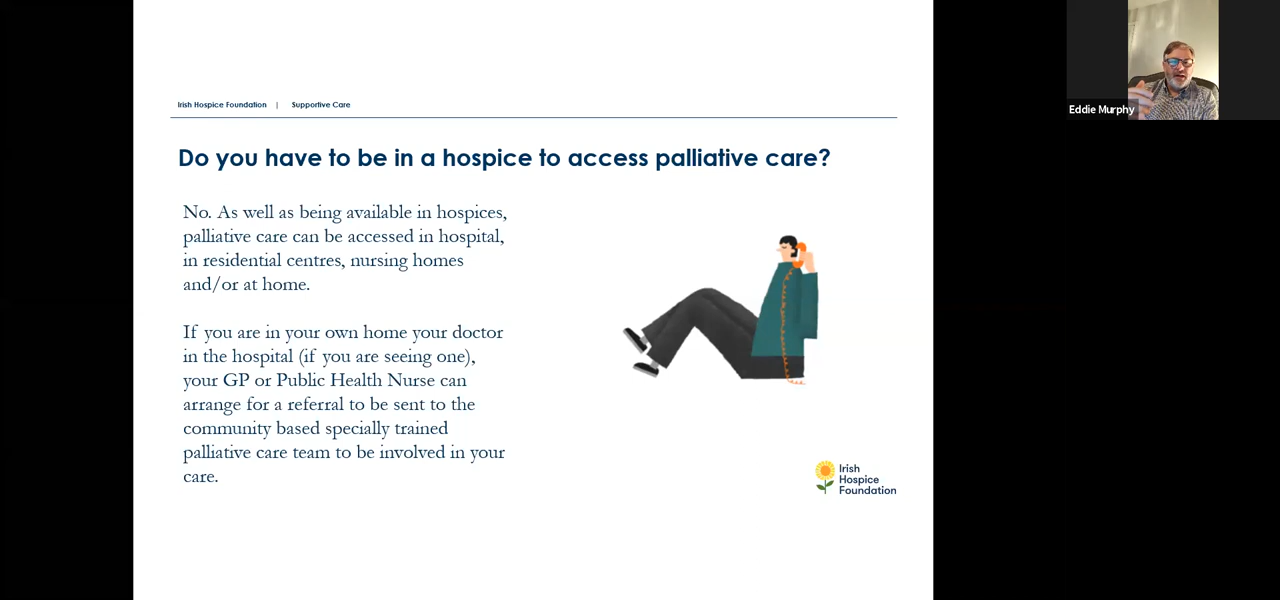 Irish Hospice Foundation | Supportive Care
Eddie Murphy
Do you have to be in a hospice to access palliative care?
No. As well as being available in hospices,
palliative care can be accessed in hospital,
in residential centres, nursing homes
and/or at home.
If you are in your own home your doctor
in the hospital (if you are seeing one),
your GP or Public Health Nurse can
arrange for a referral to be sent to the
community based specially trained
palliative care team to be involved in your
care.
Irish
Hospice
Foundation